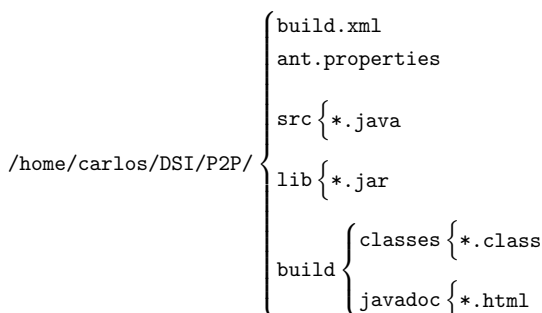 build.xml
ant.properties
src *.java
/home/carlos/DSI/P2P/
lib *.jar
classes *.class
build
javadoc *.html